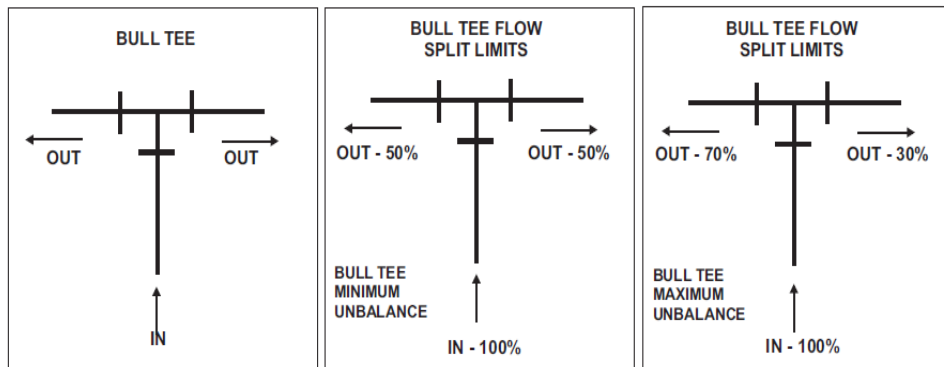 BULL TEE
OUT
OUT
IN
BULL TEE FLOW
SPLIT LIMITS
OUT - 50%
OUT - 50%
BULL TEE
MINIMUM
UNBALANCE
IN - 100%
BULL TEE FLOW
SPLIT LIMITS
OUT - 70%
OUT - 30%
BULL TEE
MAXIMUM
UNBALANCE
IN - 100%